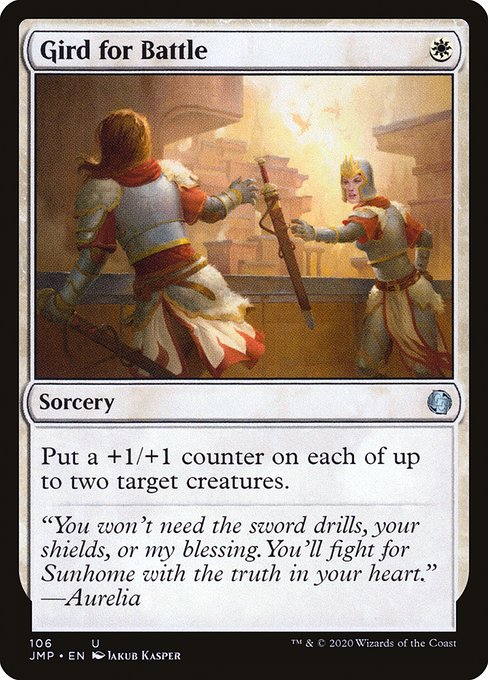 Gird for Battle
Sorcery
Put a +1/+1 counter on each of up
to two target creatures.
“You won’t need the sword drills, your
shields, or my blessing. You’ll fight for
Sunhome with the truth in your heart.”
—Aurelia
106 U
JMP • EN Jakub Kasper
™ & © 2020 Wizards of the Coast